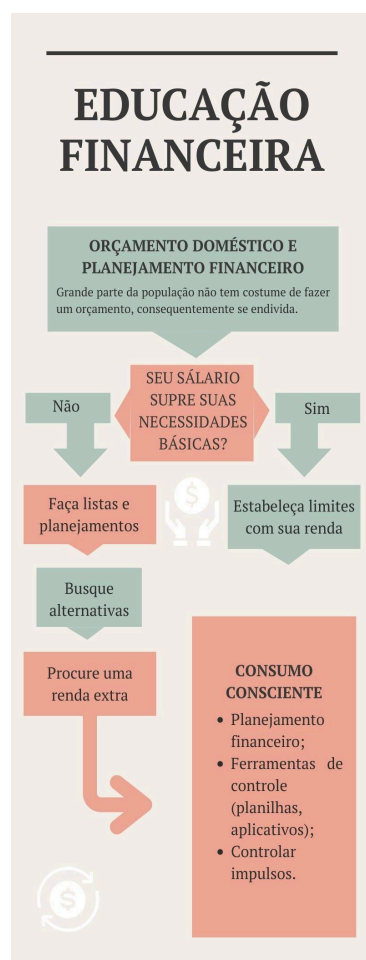 EDUCAÇÃO
FINANCEIRA
ORÇAMENTO DOMÉSTICO E
PLANEJAMENTO FINANCEIRO
Grande parte da população não tem costume de fazer
um orçamento, consequentemente se endivida.
SEU SÁLARIO
SUPRE SUAS
NECESSIDADES
BÁSICAS?
Não
Sim
Faça listas e
planejamentos
Estabeleça limites
com sua renda
Busque
alternativas
Procure uma
renda extra
CONSUMO
CONSCIENTE
• Planejamento
financeiro;
• Ferramentas de
controle
(planilhas,
aplicativos);
• Controlar
impulsos.
$
$